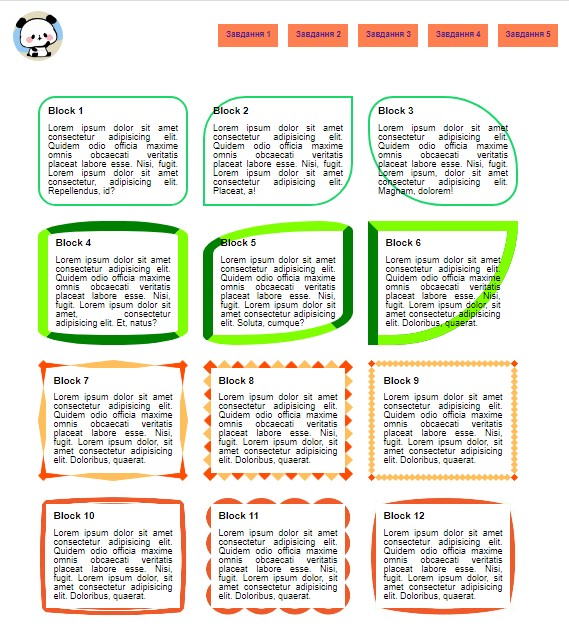 Завдання 1 Завдання 2 Завдання 3 Завдання 4 Завдання 5
Block 1
Lorem ipsum dolor sit amet
consectetur adipisicing elit.
Quidem odio officia maxime
omnis obcaecati veritatis
placeat labore esse. Nisi, fugit.
Lorem ipsum dolor sit amet
consectetur, adipisicing elit.
Repellendus, id?
Block 2
Lorem ipsum dolor sit amet
consectetur adipisicing elit.
Quidem odio officia maxime
omnis obcaecati veritatis
placeat labore esse. Nisi, fugit.
Lorem ipsum dolor sit amet
consectetur, adipisicing elit.
Placeat, a!
Block 3
Lorem ipsum dolor sit amet
consectetur adipisicing elit.
Quidem odio officia maxime
omnis obcaecati veritatis
placeat labore esse. Nisi, fugit.
Lorem ipsum, dolor sit amet
consectetur adipisicing elit.
Magnam, dolorem!
Block 4
Lorem ipsum dolor sit amet
consectetur adipisicing elit.
Quidem odio officia maxime
omnis obcaecati veritatis
placeat labore esse. Nisi,
fugit. Lorem ipsum dolor sit
amet, consectetur
adipisicing elit. Et, natus?
Block 5
Lorem ipsum dolor sit amet
consectetur adipisicing elit.
Quidem odio officia maxime
omnis obcaecati veritatis
placeat labore esse. Nisi,
fugit. Lorem ipsum dolor sit
amet consectetur adipisicing
elit. Soluta, cumque?
Block 6
Lorem ipsum dolor sit amet
consectetur adipisicing elit.
Quidem odio officia maxime
omnis obcaecati veritatis
placeat labore esse. Nisi,
fugit. Lorem ipsum dolor, sit
amet consectetur adipisicing
elit. Doloribus, quaerat.
Block 7
Lorem ipsum dolor sit amet
consectetur adipisicing elit.
Quidem odio officia maxime
omnis obcaecati veritatis
placeat labore esse. Nisi,
fugit. Lorem ipsum dolor, sit
amet consectetur adipisicing
elit. Doloribus, quaerat.
Block 8
Lorem ipsum dolor sit amet
consectetur adipisicing elit.
Quidem odio officia maxime
omnis obcaecati veritatis
placeat labore esse. Nisi,
fugit. Lorem ipsum dolor, sit
amet consectetur adipisicing
elit. Doloribus, quaerat.
Block 9
Lorem ipsum dolor sit amet
consectetur adipisicing elit.
Quidem odio officia maxime
omnis obcaecati veritatis
placeat labore esse. Nisi,
fugit. Lorem ipsum dolor, sit
amet consectetur adipisicing
elit. Doloribus, quaerat.
Block 10
Lorem ipsum dolor sit amet
consectetur adipisicing elit.
Quidem odio officia maxime
omnis obcaecati veritatis
placeat labore esse. Nisi,
fugit. Lorem ipsum dolor, sit
amet consectetur adipisicing
elit. Doloribus, quaerat.
Block 11
Lorem ipsum dolor sit amet
consectetur adipisicing elit.
Quidem odio officia maxime
omnis obcaecati veritatis
placeat labore esse. Nisi,
fugit. Lorem ipsum dolor, sit
amet consectetur adipisicing
elit. Doloribus, quaerat.
Block 12
Lorem ipsum dolor sit amet
consectetur adipisicing elit.
Quidem odio officia maxime
omnis obcaecati veritatis
placeat labore esse. Nisi,
fugit. Lorem ipsum dolor, sit
amet consectetur adipisicing
elit. Doloribus, quaerat.